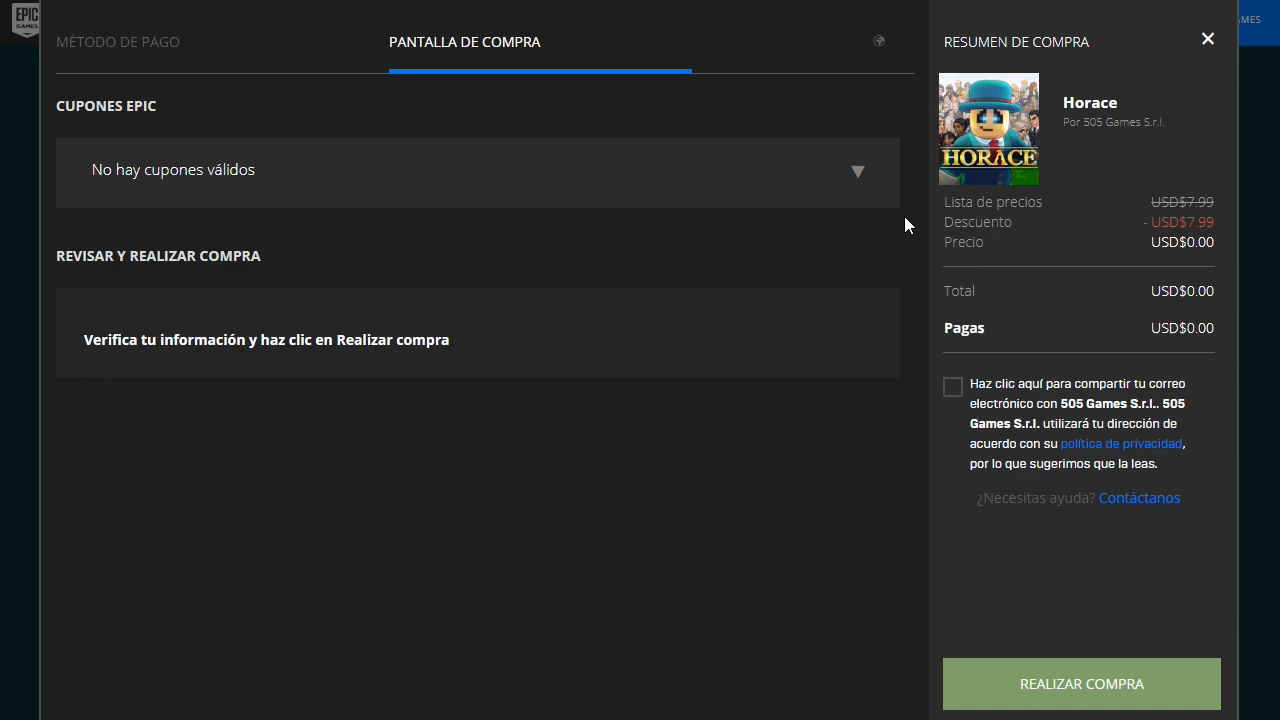 EPIC
GAMES
MÉTODO DE PAGO
PANTALLA DE COMPRA
CUPONES EPIC
No hay cupones válidos
REVISAR Y REALIZAR COMPRA
Verifica tu información y haz clic en Realizar compra
AMES
RESUMEN DE COMPRA
HORACE
Horace
Por 505 Games S.r.l.
Lista de precios USD$7.99
Descuento - USD$7.99
Precio USD$0.00
Total USD$0.00
Pagas USD$0.00
Haz clic aquí para compartir tu correo
electrónico con 505 Games S.r.l.. 505
Games S.r.l. utilizará tu dirección de
acuerdo con su política de privacidad,
por lo que sugerimos que la leas.
¿Necesitas ayuda? Contáctanos
REALIZAR COMPRA